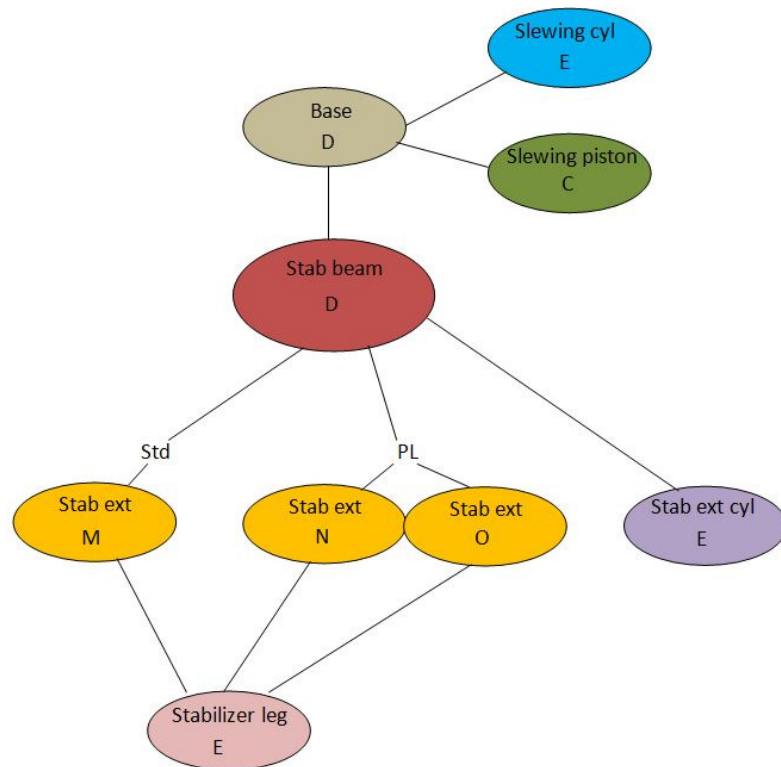 Slewing cyl
E
Base
D
Slewing piston
C
Stab beam
D
Std
PL
Stab ext
M
Stab ext
N
Stab ext
O
Stab ext cyl
E
Stabilizer leg
E